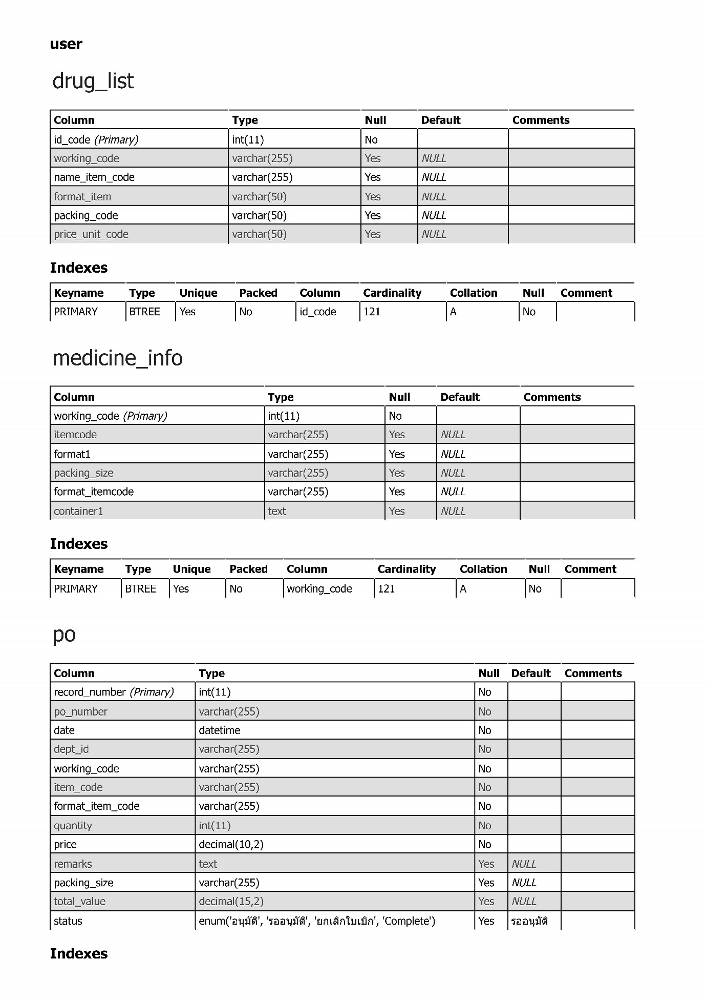 user
drug_list
Column Type Null Default Comments
id_code (Primary) int(11) No
working_code varchar(255) Yes NULL
name_item_code varchar(255) Yes NULL
format_item varchar(50) Yes NULL
packing_code varchar(50) Yes NULL
price_unit_code varchar(50) Yes NULL
Indexes
Keyname Type Unique Packed Column Cardinality Collation Null Comment
PRIMARY BTREE Yes No id_code 121 A No
medicine_info
Column Type Null Default Comments
working_code (Primary) int(11) No
itemcode varchar(255) Yes NULL
format1 varchar(255) Yes NULL
packing_size varchar(255) Yes NULL
format_itemcode varchar(255) Yes NULL
container1 text Yes NULL
Indexes
Keyname Type Unique Packed Column Cardinality Collation Null Comment
PRIMARY BTREE Yes No working_code 121 A No
po
Column Type Null Default Comments
record_number (Primary) int(11) No
po_number varchar(255) No
date datetime No
dept_id varchar(255) No
working_code varchar(255) No
item_code varchar(255) No
format_item_code varchar(255) No
quantity int(11) No
price decimal(10,2) No
remarks text Yes NULL
packing_size varchar(255) Yes NULL
total_value decimal(15,2) Yes NULL
status enum('อนุมัติ', 'รออนุมัติ', 'ยกเลิกใบเบิก', 'Complete') Yes รออนุมัติ
Indexes